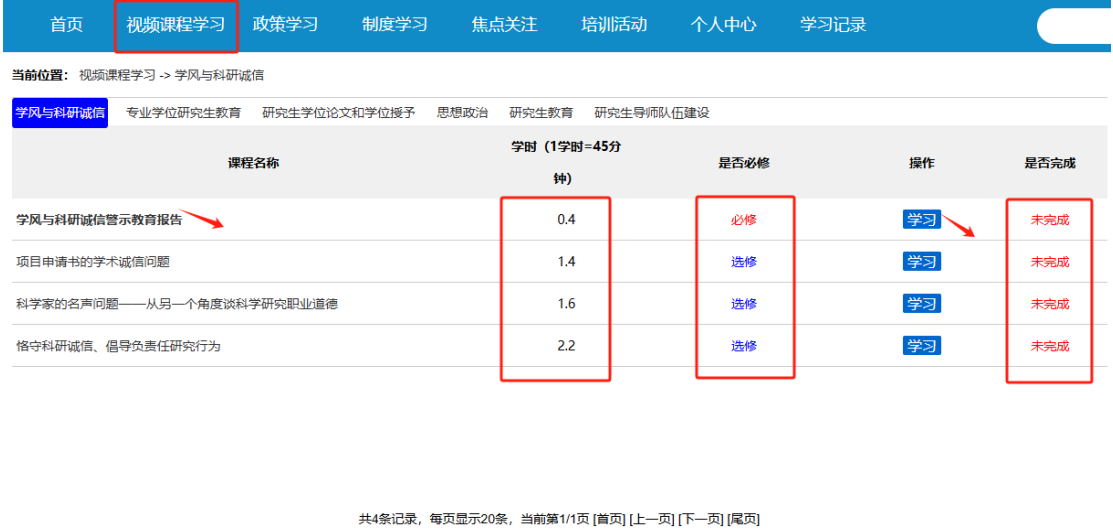 首页 视频课程学习 政策学习 制度学习 焦点关注 培训活动 个人中心 学习记录
当前位置： 视频课程学习 -> 学风与科研诚信
学风与科研诚信 专业学位研究生教育 研究生学位论文和学位授予 思想政治 研究生教育 研究生导师队伍建设
课程名称 学时（1学时=45分钟） 是否必修 操作 是否完成
学风与科研诚信警示教育报告 0.4 必修 学习 未完成
项目申请书的学术诚信问题 1.4 选修 学习 未完成
科学家的名声问题——从另一个角度谈科学研究职业道德 1.6 选修 学习 未完成
恪守科研诚信、倡导负责任研究行为 2.2 选修 学习 未完成
共4条记录，每页显示20条，当前第1/1页 [首页] [上一页] [下一页] [尾页]